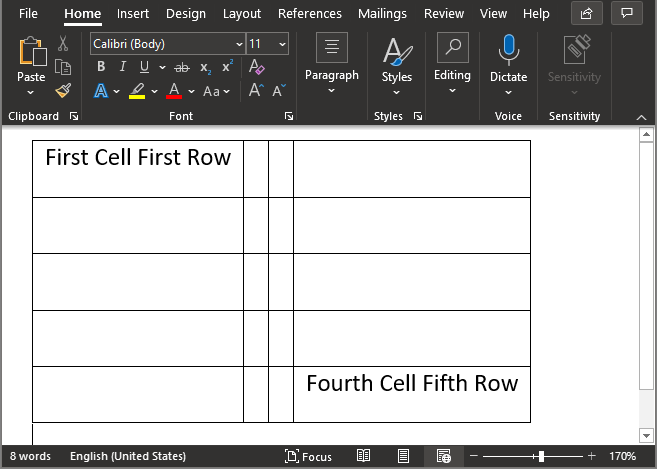 File Home Insert Design Layout References Mailings Review View Help
Calibri (Body) 11
Paste B I U ab x2 x2 A Paragraph Styles Editing Dictate Sensitivity
A A Aa A A
Clipboard Font Styles Voice Sensitivity
First Cell First Row
Fourth Cell Fifth Row
8 words English (United States) Focus 170%